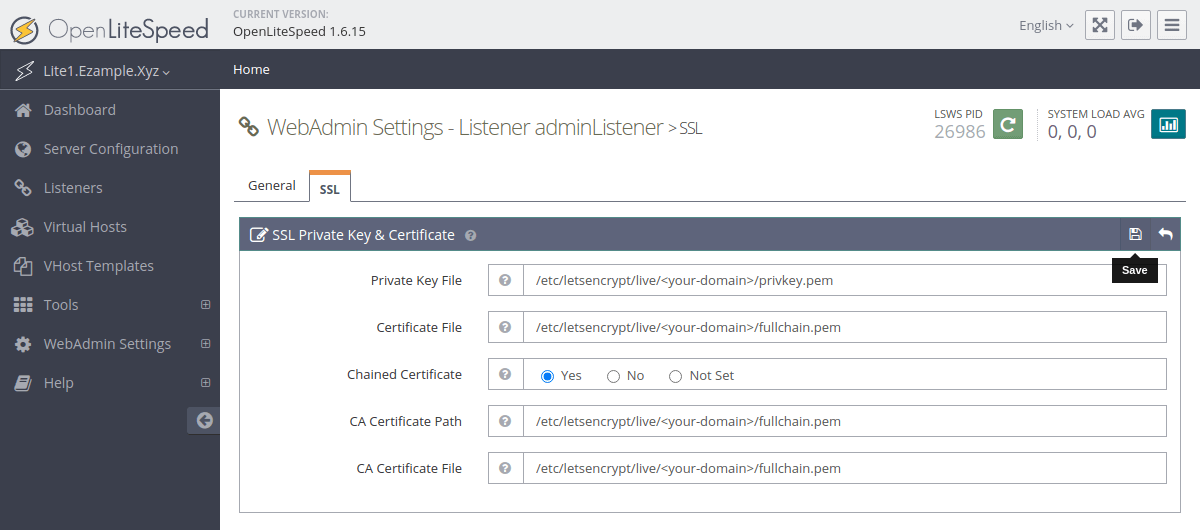 OpenLiteSpeed
CURRENT VERSION:
OpenLiteSpeed 1.6.15
English
Lite1.Ezample.Xyz
Home
Dashboard
Server Configuration
Listeners
Virtual Hosts
VHost Templates
Tools
WebAdmin Settings
Help
WebAdmin Settings - Listener adminListener > SSL
LSWS PID
26986
SYSTEM LOAD AVG
0, 0, 0
General
SSL
SSL Private Key & Certificate
Save
Private Key File /etc/letsencrypt/live/<your-domain>/privkey.pem
Certificate File /etc/letsencrypt/live/<your-domain>/fullchain.pem
Chained Certificate Yes No Not Set
CA Certificate Path /etc/letsencrypt/live/<your-domain>/fullchain.pem
CA Certificate File /etc/letsencrypt/live/<your-domain>/fullchain.pem